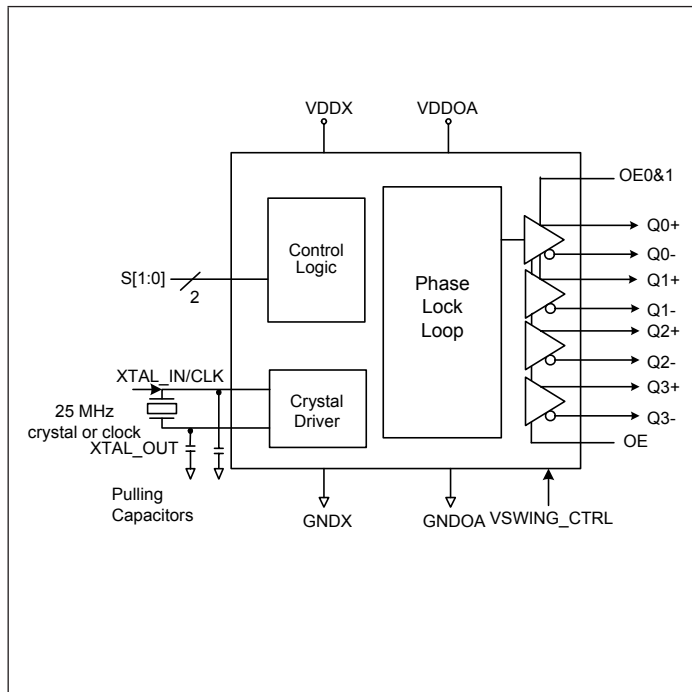 VDDX
VDDOA
OE0&1
Q0+
Q0-
Q1+
Q1-
Q2+
Q2-
Q3+
Q3-
OE
Control
Logic
S[1:0]
2
Phase
Lock
Loop
XTAL_IN/CLK
25 MHz
crystal or clock
XTAL_OUT
Crystal
Driver
Pulling
Capacitors
GNDX
GNDOA
VSWING_CTRL